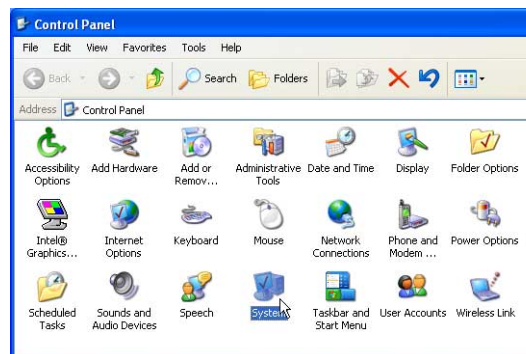 Control Panel
File Edit View Favorites Tools Help
Back Search Folders
Address Control Panel
Accessibility Options
Add Hardware
Add or Remov...
Administrative Tools
Date and Time
Display
Folder Options
Intel® Graphics...
Internet Options
Keyboard
Mouse
Network Connections
Phone and Modem ...
Power Options
Scheduled Tasks
Sounds and Audio Devices
Speech
System
Taskbar and Start Menu
User Accounts
Wireless Link